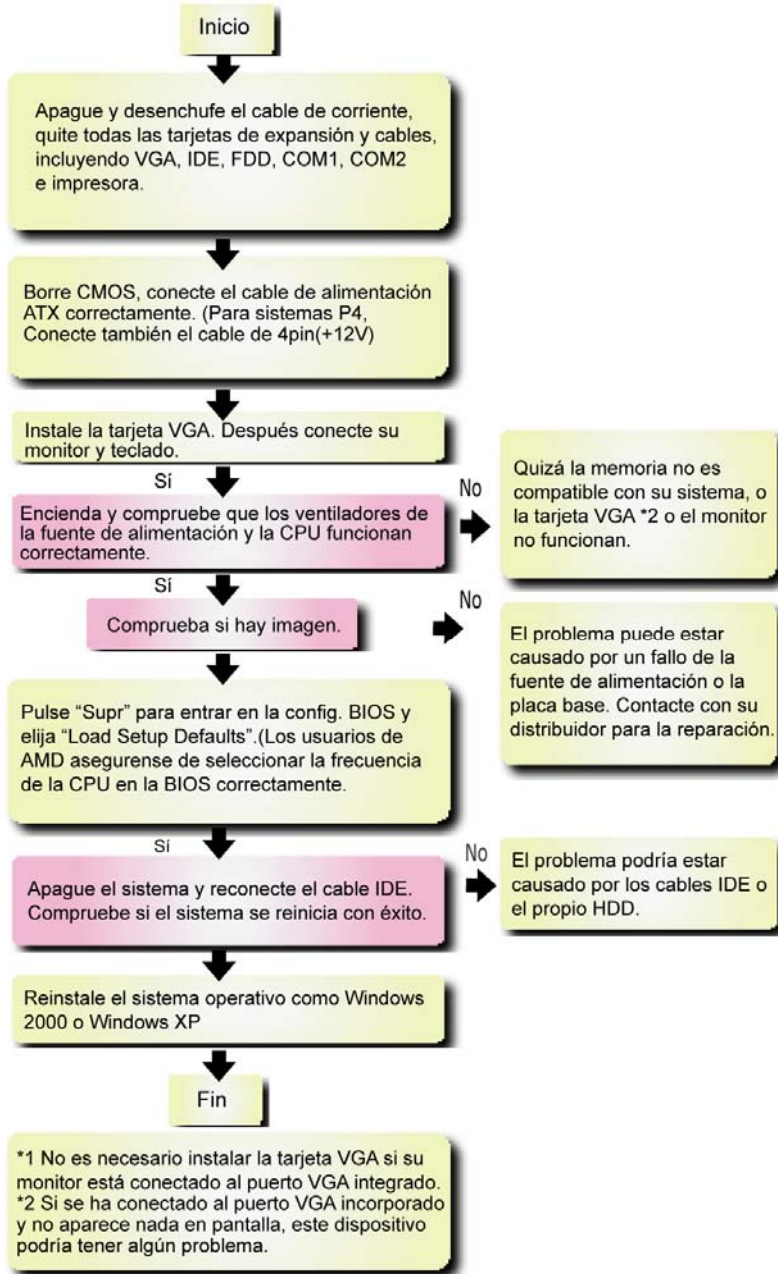 Inicio
Apague y desenchufe el cable de corriente,
quite todas las tarjetas de expansión y cables,
incluyendo VGA, IDE, FDD, COM1, COM2
e impresora.
Borre CMOS, conecte el cable de alimentación
ATX correctamente. (Para sistemas P4,
Conecte también el cable de 4pin(+12V)
Instale la tarjeta VGA. Después conecte su
monitor y teclado.
Sí
Encienda y compruebe que los ventiladores de
la fuente de alimentación y la CPU funcionan
correctamente.
No
Quizá la memoria no es
compatible con su sistema, o
la tarjeta VGA *2 o el monitor
no funcionan.
Sí
Comprueba si hay imagen.
No
El problema puede estar
causado por un fallo de la
fuente de alimentación o la
placa base. Contacte con su
distribuidor para la reparación.
Pulse “Supr” para entrar en la config. BIOS y
elija “Load Setup Defaults”.(Los usuarios de
AMD asegurense de seleccionar la frecuencia
de la CPU en la BIOS correctamente.
Sí
Apague el sistema y reconecte el cable IDE.
Compruebe si el sistema se reinicia con éxito.
No
El problema podría estar
causado por los cables IDE o
el propio HDD.
Reinstale el sistema operativo como Windows
2000 o Windows XP
Fin
*1 No es necesario instalar la tarjeta VGA si su
monitor está conectado al puerto VGA integrado.
*2 Si se ha conectado al puerto VGA incorporado
y no aparece nada en pantalla, este dispositivo
podría tener algún problema.